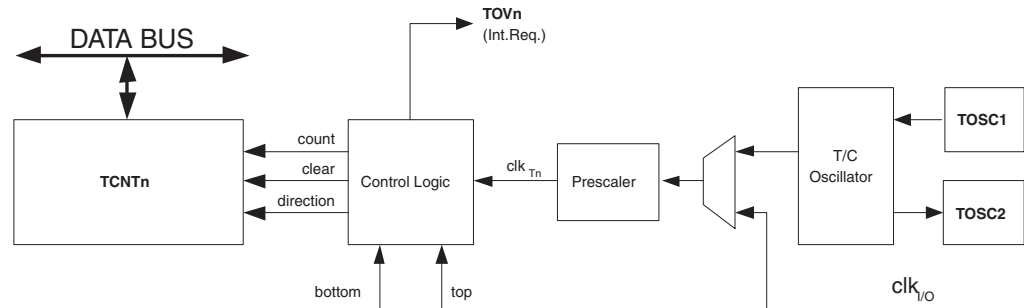 TOVn
(Int.Req.)
DATA BUS
TCNTn
count
clear
direction
Control Logic
clk Tn
Prescaler
T/C
Oscillator
TOSC1
TOSC2
bottom
top
clk I/O